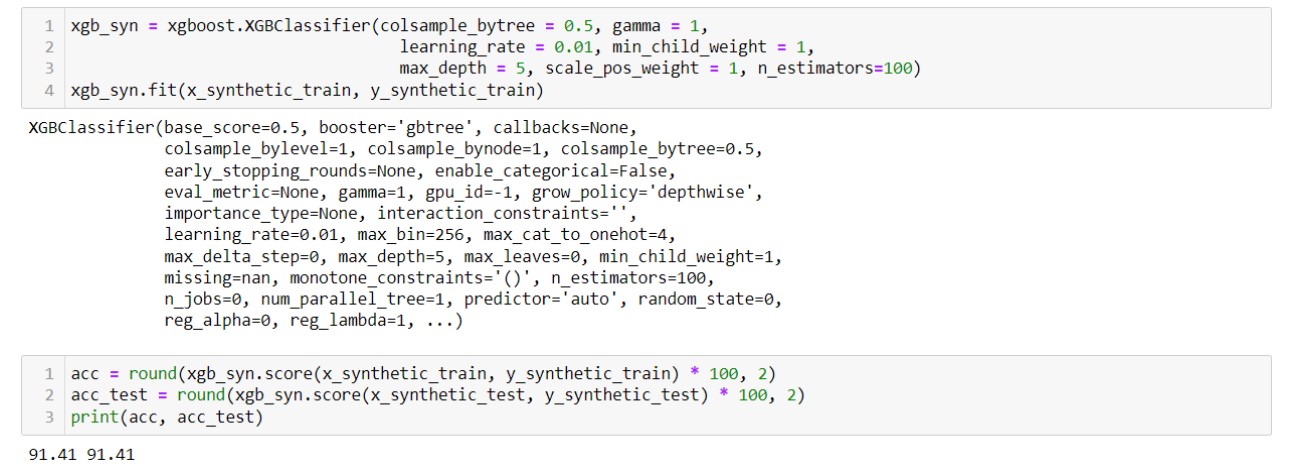 1 xgb_syn = xgboost.XGBClassifier(colsample_bytree = 0.5, gamma = 1,
2 learning_rate = 0.01, min_child_weight = 1,
3 max_depth = 5, scale_pos_weight = 1, n_estimators=100)
4 xgb_syn.fit(x_synthetic_train, y_synthetic_train)
XGBClassifier(base_score=0.5, booster='gbtree', callbacks=None,
colsample_bylevel=1, colsample_bynode=1, colsample_bytree=0.5,
early_stopping_rounds=None, enable_categorical=False,
eval_metric=None, gamma=1, gpu_id=-1, grow_policy='depthwise',
importance_type=None, interaction_constraints='',
learning_rate=0.01, max_bin=256, max_cat_to_onehot=4,
max_delta_step=0, max_depth=5, max_leaves=0, min_child_weight=1,
missing=nan, monotone_constraints='()', n_estimators=100,
n_jobs=0, num_parallel_tree=1, predictor='auto', random_state=0,
reg_alpha=0, reg_lambda=1, ...)
1 acc = round(xgb_syn.score(x_synthetic_train, y_synthetic_train) * 100, 2)
2 acc_test = round(xgb_syn.score(x_synthetic_test, y_synthetic_test) * 100, 2)
3 print(acc, acc_test)
91.41 91.41